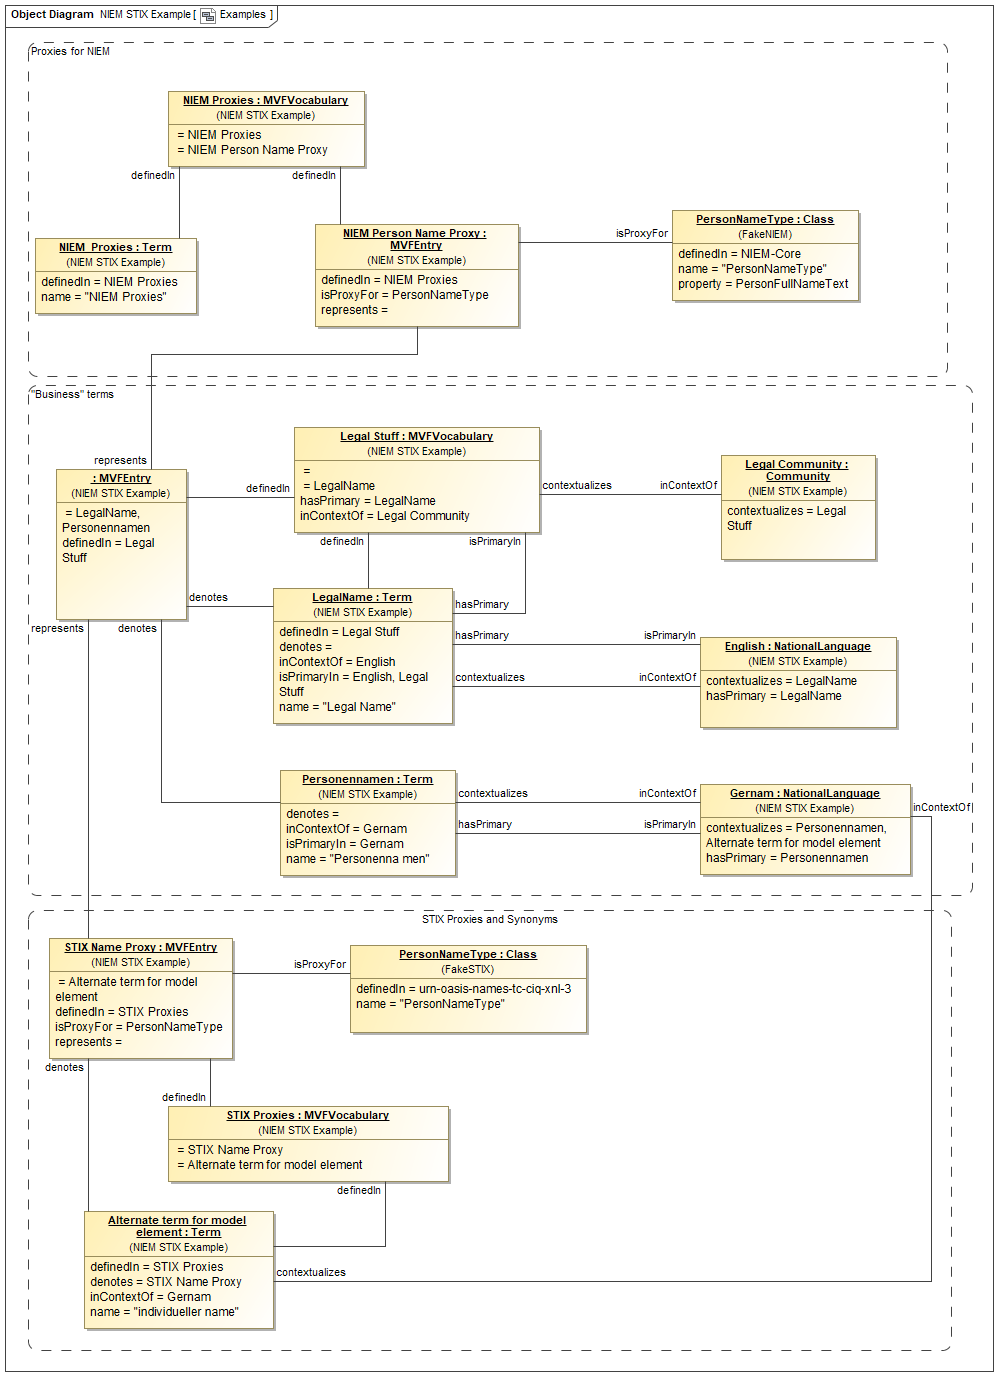 Object Diagram NIEM STIX Example [ Examples ]
Proxies for NIEM
NIEM Proxies : MVFVocabulary
(NIEM STIX Example)
= NIEM Proxies
= NIEM Person Name Proxy
definedIn
definedIn
NIEM Proxies : Term
(NIEM STIX Example)
definedIn = NIEM Proxies
name = "NIEM Proxies"
NIEM Person Name Proxy :
MVFEntry
(NIEM STIX Example)
definedIn = NIEM Proxies
isProxyFor = PersonNameType
represents =
isProxyFor
PersonNameType : Class
(FakeNIEM)
definedIn = NIEM-Core
name = "PersonNameType"
property = PersonFullNameText
"Business" terms
represents
: MVFEntry
(NIEM STIX Example)
= LegalName,
Personennamen
definedIn = Legal
Stuff
definedIn
Legal Stuff : MVFVocabulary
(NIEM STIX Example)
=
= LegalName
hasPrimary = LegalName
inContextOf = Legal Community
contextualizes
inContextOf
Legal Community :
Community
(NIEM STIX Example)
contextualizes = Legal
Stuff
definedIn
isPrimaryIn
denotes
LegalName : Term
(NIEM STIX Example)
definedIn = Legal Stuff
denotes =
inContextOf = English
isPrimaryIn = English, Legal
Stuff
name = "Legal Name"
hasPrimary
hasPrimary
isPrimaryIn
contextualizes
inContextOf
English : NationalLanguage
(NIEM STIX Example)
contextualizes = LegalName
hasPrimary = LegalName
represents
denotes
Personennamen : Term
(NIEM STIX Example)
denotes =
inContextOf = Gernam
isPrimaryIn = Gernam
name = "Personenna men"
contextualizes
inContextOf
hasPrimary
isPrimaryIn
Gernam : NationalLanguage
(NIEM STIX Example)
contextualizes = Personennamen,
Alternate term for model element
hasPrimary = Personennamen
inContextOf
STIX Proxies and Synonyms
STIX Name Proxy : MVFEntry
(NIEM STIX Example)
= Alternate term for model
element
definedIn = STIX Proxies
isProxyFor = PersonNameType
represents =
isProxyFor
PersonNameType : Class
(FakeSTIX)
definedIn = urn-oasis-names-tc-ciq-xnl-3
name = "PersonNameType"
denotes
definedIn
STIX Proxies : MVFVocabulary
(NIEM STIX Example)
= STIX Name Proxy
= Alternate term for model element
definedIn
Alternate term for model
element : Term
(NIEM STIX Example)
definedIn = STIX Proxies
denotes = STIX Name Proxy
inContextOf = Gernam
name = "individueller name"
contextualizes